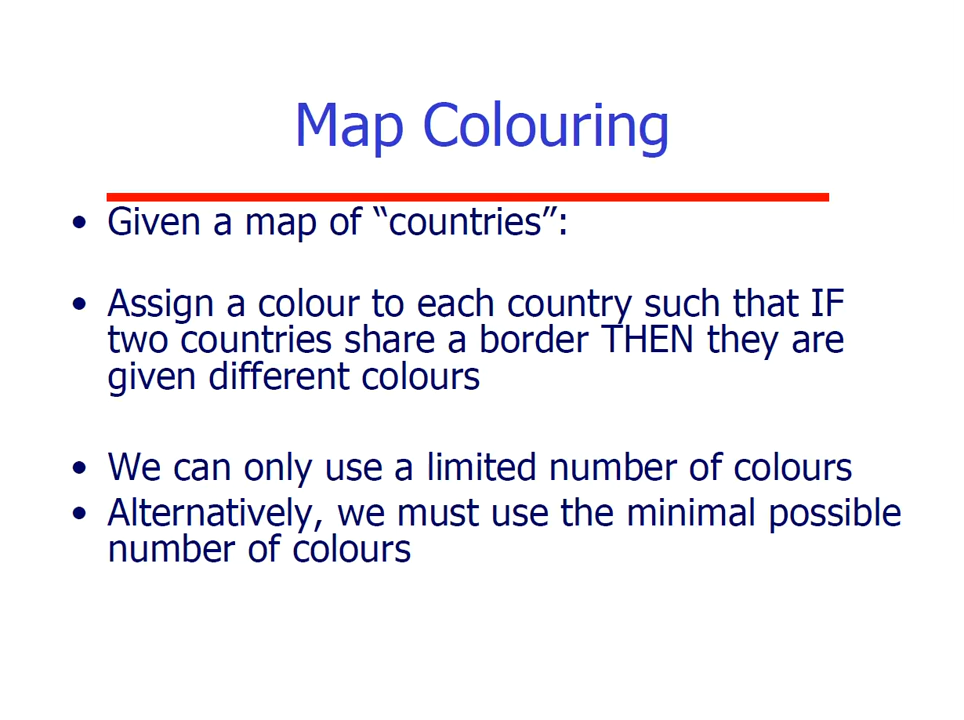 Map Colouring
• Given a map of “countries”:
• Assign a colour to each country such that IF
two countries share a border THEN they are
given different colours
• We can only use a limited number of colours
• Alternatively, we must use the minimal possible
number of colours